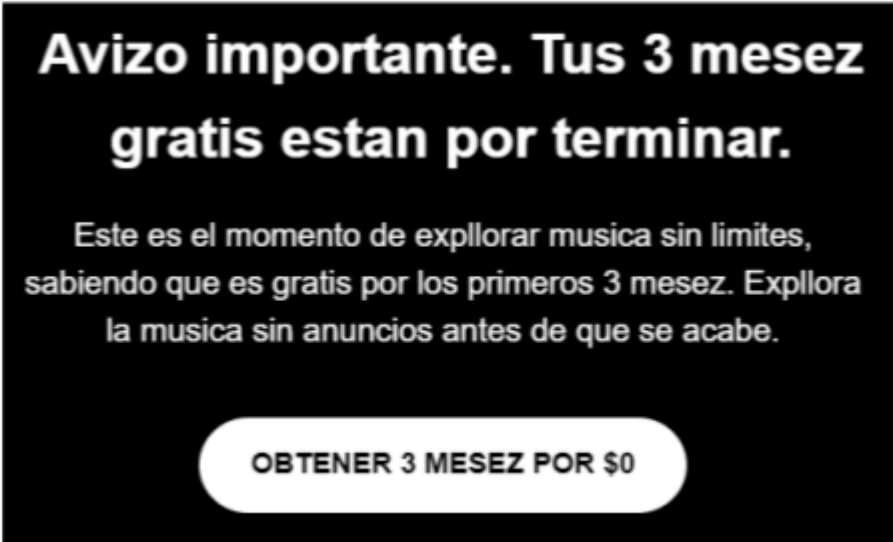 Avizo importante. Tus 3 mesez
gratis estan por terminar.
Este es el momento de expllorar musica sin limites,
sabiendo que es gratis por los primeros 3 mesez. Expllora
la musica sin anuncios antes de que se acabe.
OBTENER 3 MESEZ POR $0